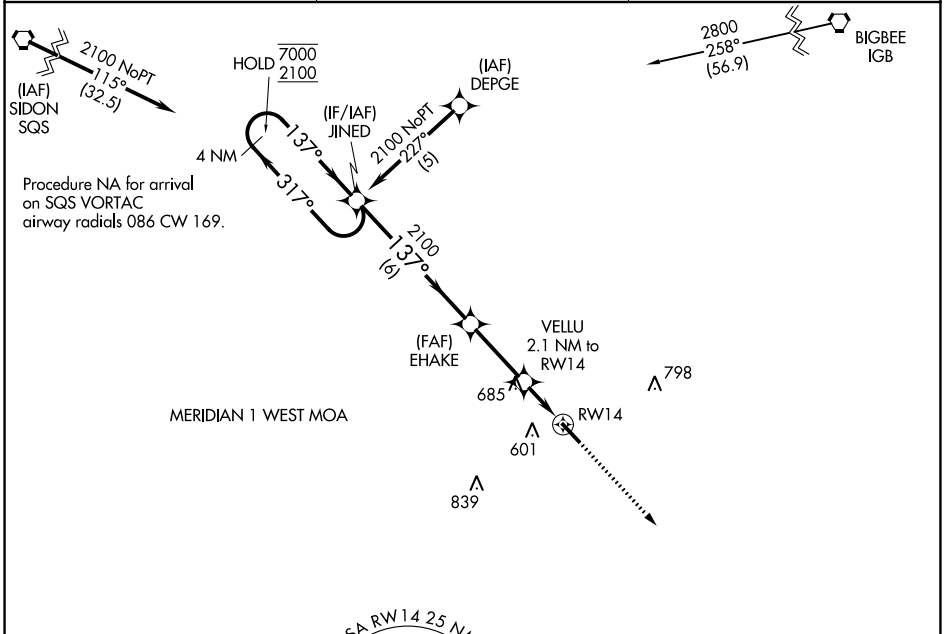 2100 NoPT
115°
(32.5)
(IAF)
SIDON
SQS
HOLD
7000
2100
(IF/IAF)
JINED
(IAF)
DEPGE
2800
258°
(56.9)
BIGBEE
IGB
4 NM
137°
317°
2100 NoPT
227°
(5)
Procedure NA for arrival
on SQS VORTAC
airway radials 086 CW 169.
2100
137°
(6)
(FAF)
EHAKE
VELLU
2.1 NM to
RW14
685
798
MERIDIAN 1 WEST MOA
RW14
601
839
SA RW14 25 N